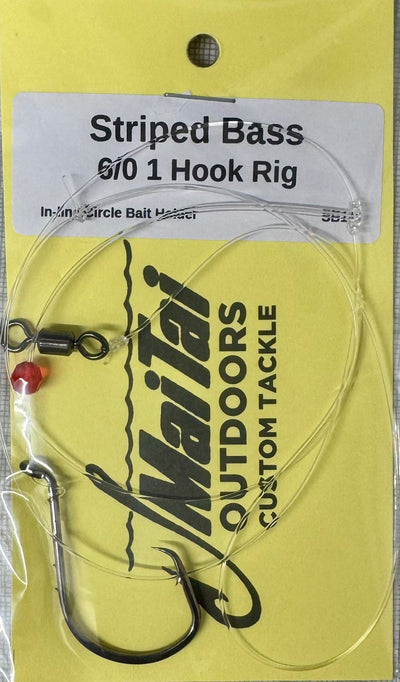 Striped Bass
6/0 1 Hook Rig
In-line Circle Bait Holder
MaiTai
OUTDOORS
CUSTOM TACKLE